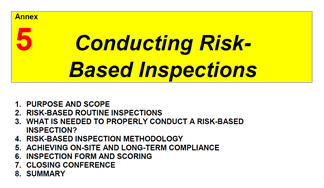 Annex
5
Conducting Risk-
Based Inspections
1. PURPOSE AND SCOPE
2. RISK-BASED ROUTINE INSPECTIONS
3. WHAT IS NEEDED TO PROPERLY CONDUCT A RISK-BASED
INSPECTION?
4. RISK-BASED INSPECTION METHODOLOGY
5. ACHIEVING ON-SITE AND LONG-TERM COMPLIANCE
6. INSPECTION FORM AND SCORING
7. CLOSING CONFERENCE
8. SUMMARY